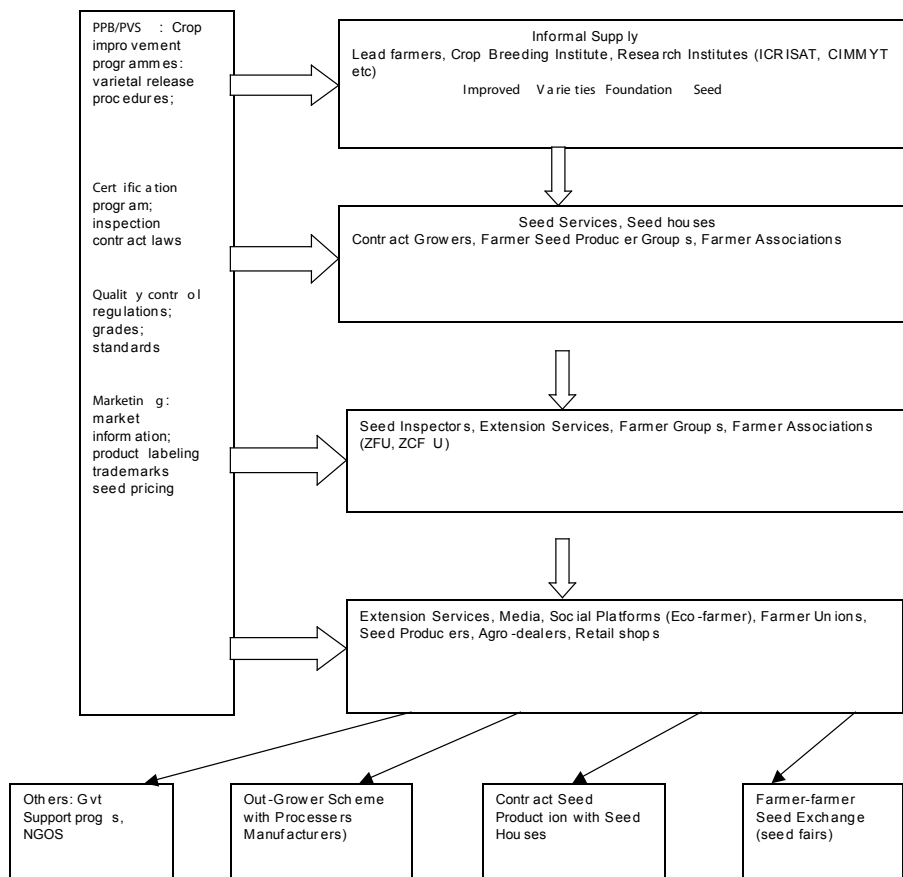 PPB/PVS : Crop
improvement
programmes:
varietal release
procedures;
Certification
program;
inspection
contract laws
Quality control
regulations;
grades;
standards
Marketing:
market
information;
product labeling
trademarks
seed pricing
Informal Supply
Lead farmers, Crop Breeding Institute, Research Institutes (ICRISAT, CIMMYT
etc)
Improved Varieties Foundation Seed
Seed Services, Seed houses
Contract Growers, Farmer Seed Producer Groups, Farmer Associations
Seed Inspectors, Extension Services, Farmer Groups, Farmer Associations
(ZFU, ZCFU)
Extension Services, Media, Social Platforms (Eco-farmer), Farmer Unions,
Seed Producers, Agro-dealers, Retail shops
Others: Gvt
Support progs,
NGOS
Out-Grower Scheme
with Processers
Manufacturers)
Contract Seed
Production with Seed
Houses
Farmer-farmer
Seed Exchange
(seed fairs)